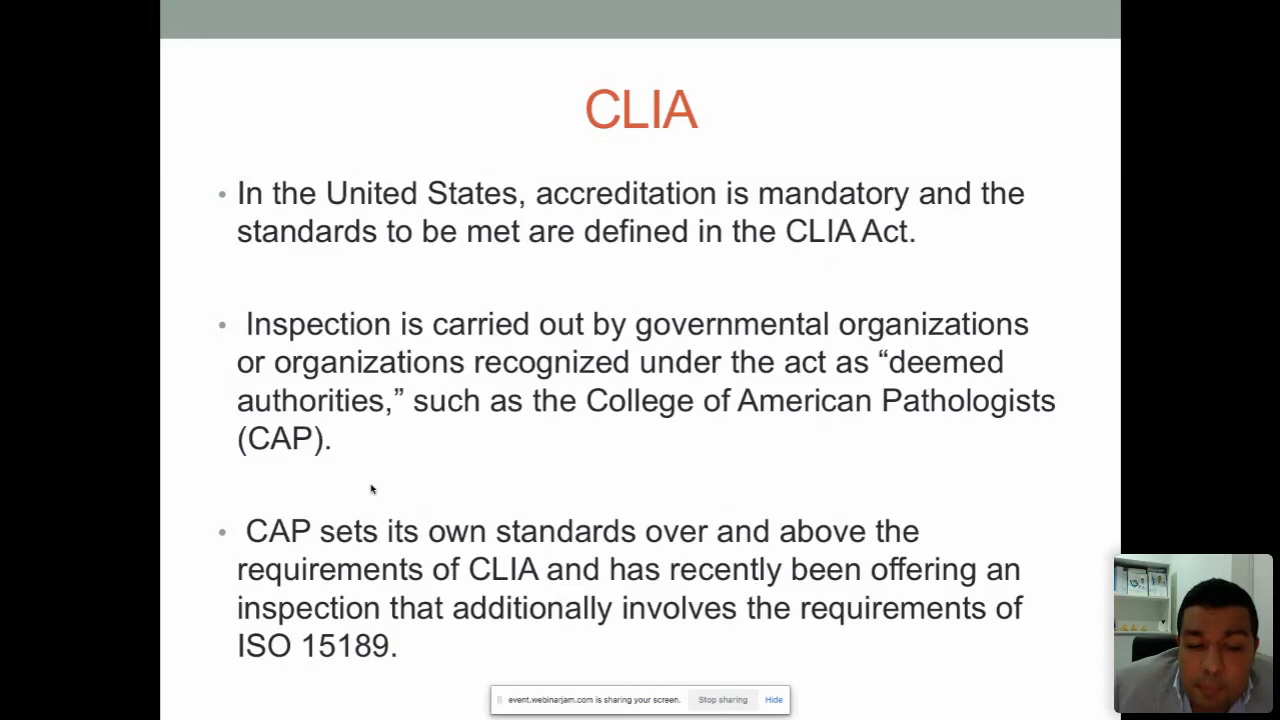 CLIA
• In the United States, accreditation is mandatory and the
standards to be met are defined in the CLIA Act.
• Inspection is carried out by governmental organizations
or organizations recognized under the act as “deemed
authorities,” such as the College of American Pathologists
(CAP).
• CAP sets its own standards over and above the
requirements of CLIA and has recently been offering an
inspection that additionally involves the requirements of
ISO 15189.
event.webinarjam.com is sharing your screen. Stop sharing Hide